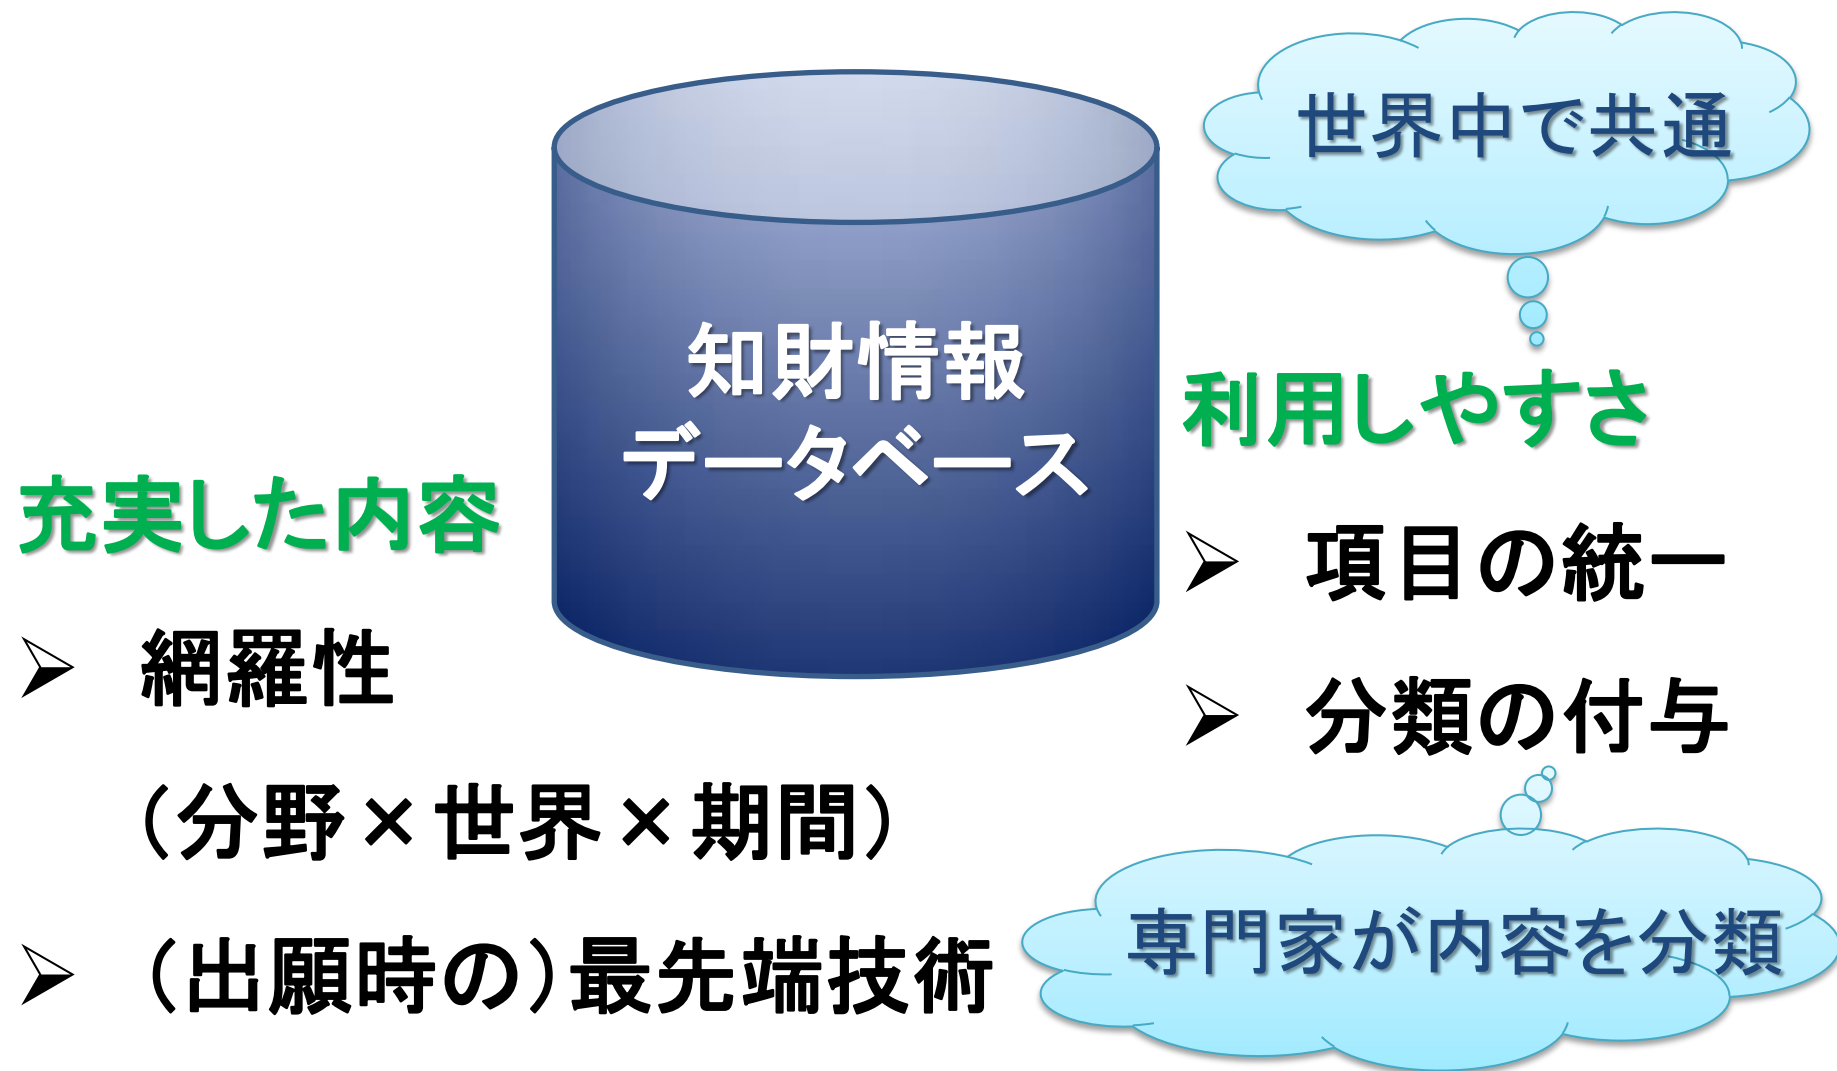 世界中で共通
知財情報
データベース
利用しやすさ
➢ 項目の統一
➢ 分類の付与
専門家が内容を分類
充実した内容
➢ 網羅性
（分野×世界×期間）
➢ （出願時の）最先端技術